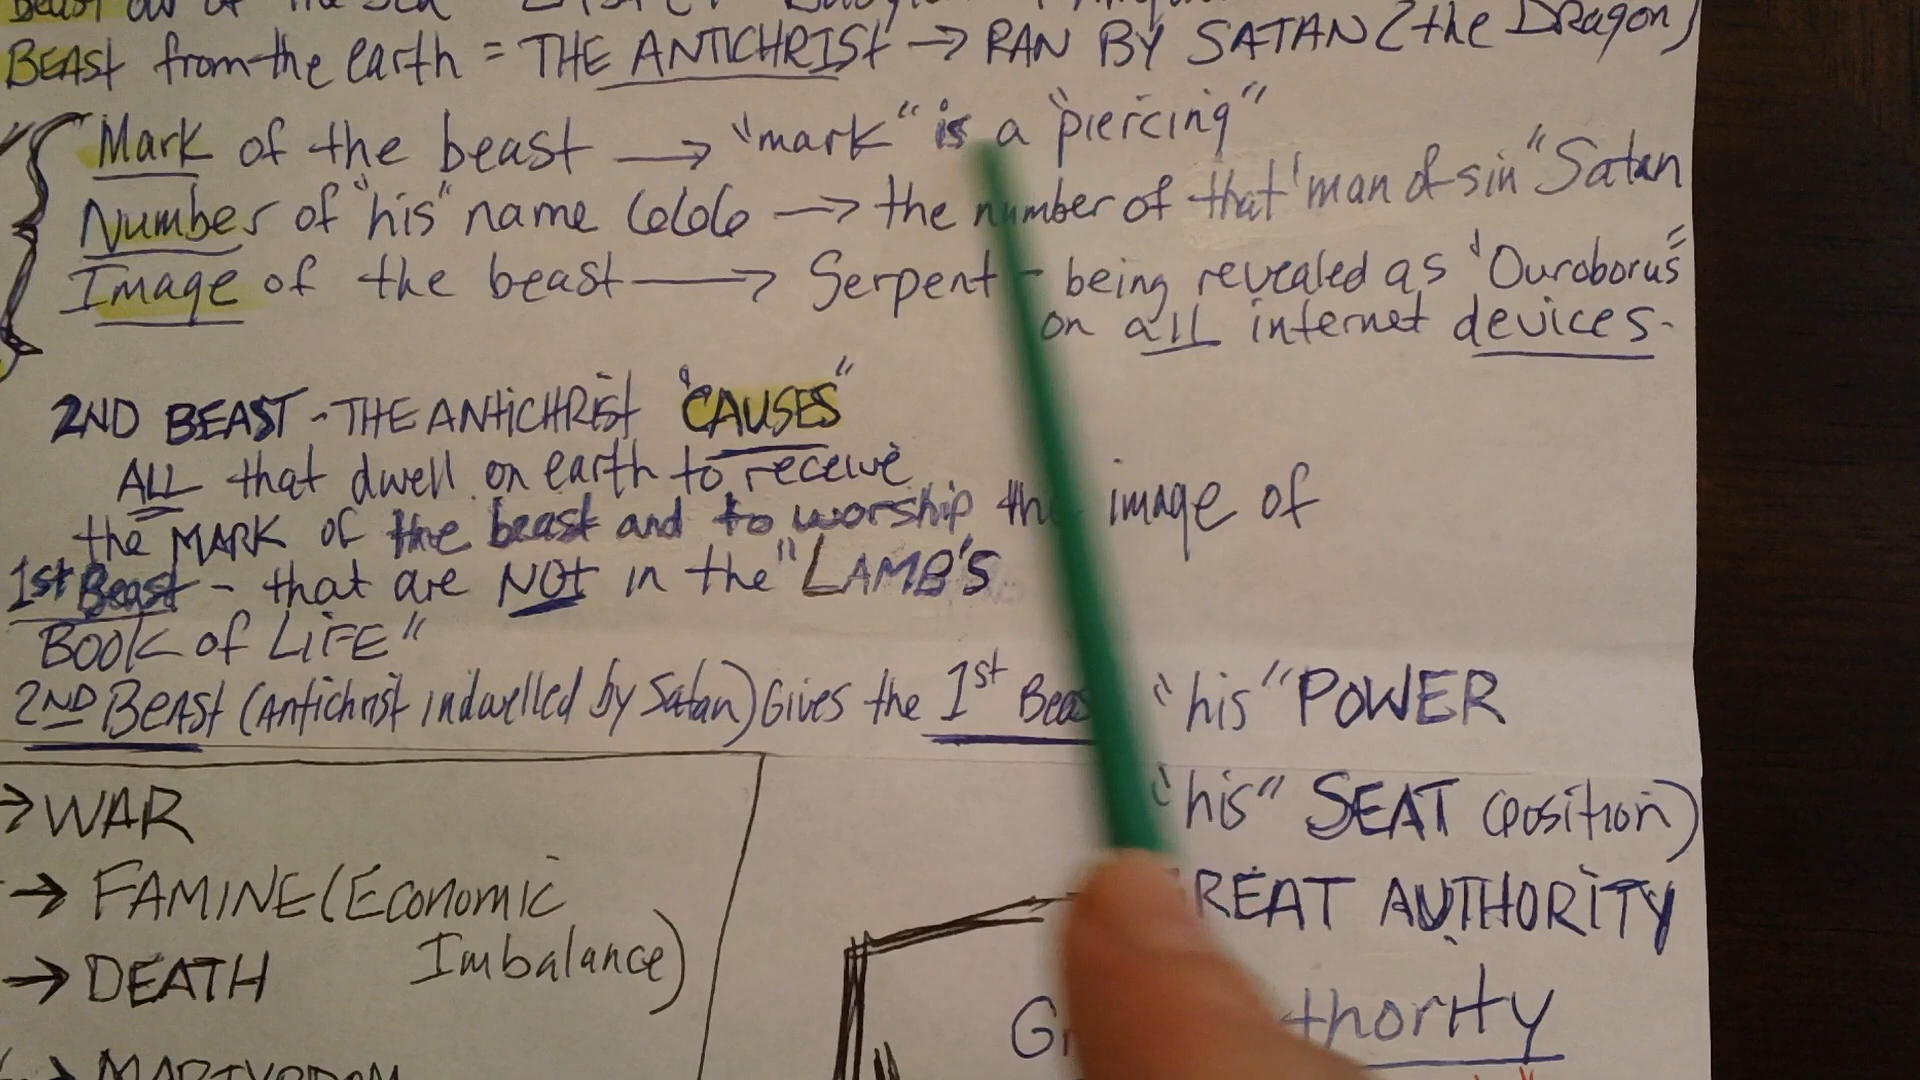 BEAST from the earth = THE ANTICHRIST → RAN BY SATAN (the DRagon)
Mark of the beast → "mark" is a "piercing"
Number of "his" name 666 → the number of that "man of sin" Satan
Image of the beast → Serpent - being revealed as "Ouroborus"
on all internet devices.
2ND BEAST - THE ANTICHRIST "CAUSES"
ALL that dwell on earth to receive
the MARK of the beast and to worship the image of
1st Beast - that are NOT in the "LAMB'S
BOOK of LIFE"
2ND BEAST (Antichrist indwelled by Satan) Gives the 1st Beast "his" POWER
"his" SEAT (position)
GREAT AUTHORITY
→ WAR
→ FAMINE (Economic
Imbalance)
→ DEATH
→ MARTYRDOM